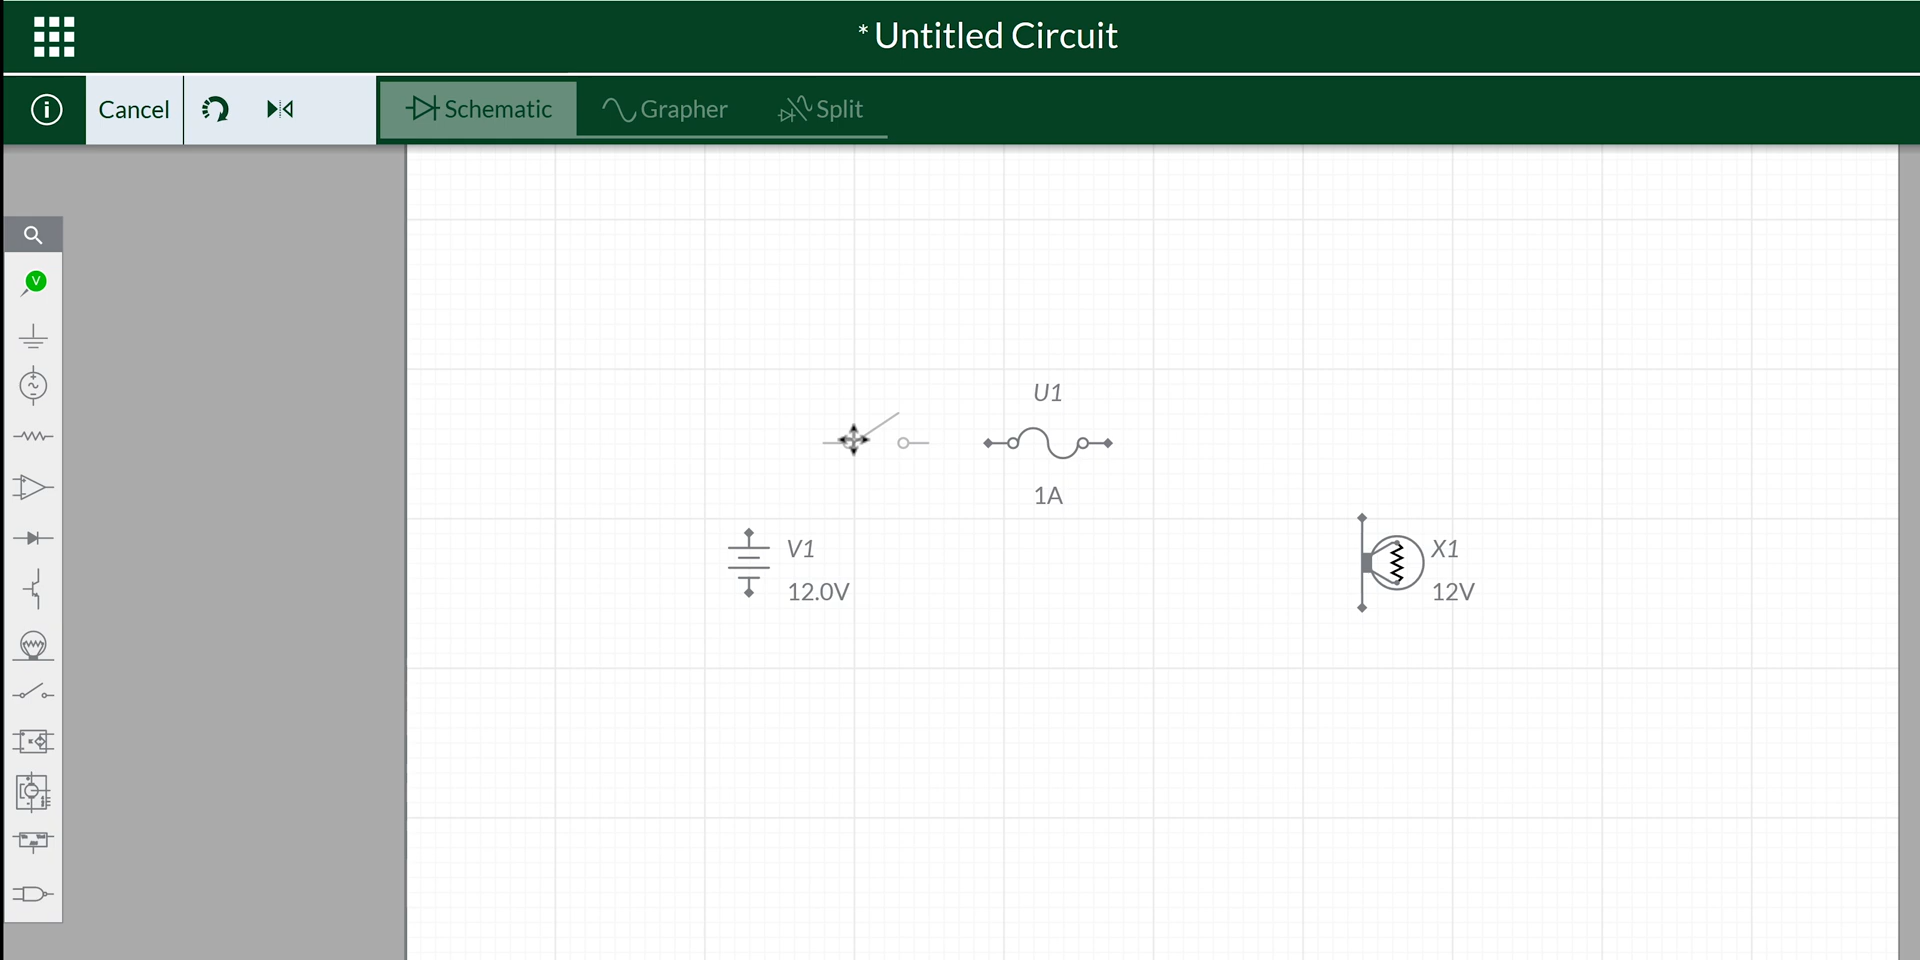 *Untitled Circuit
Cancel
Schematic
Grapher
Split
V
U1
1A
V1
12.0V
X1
12V